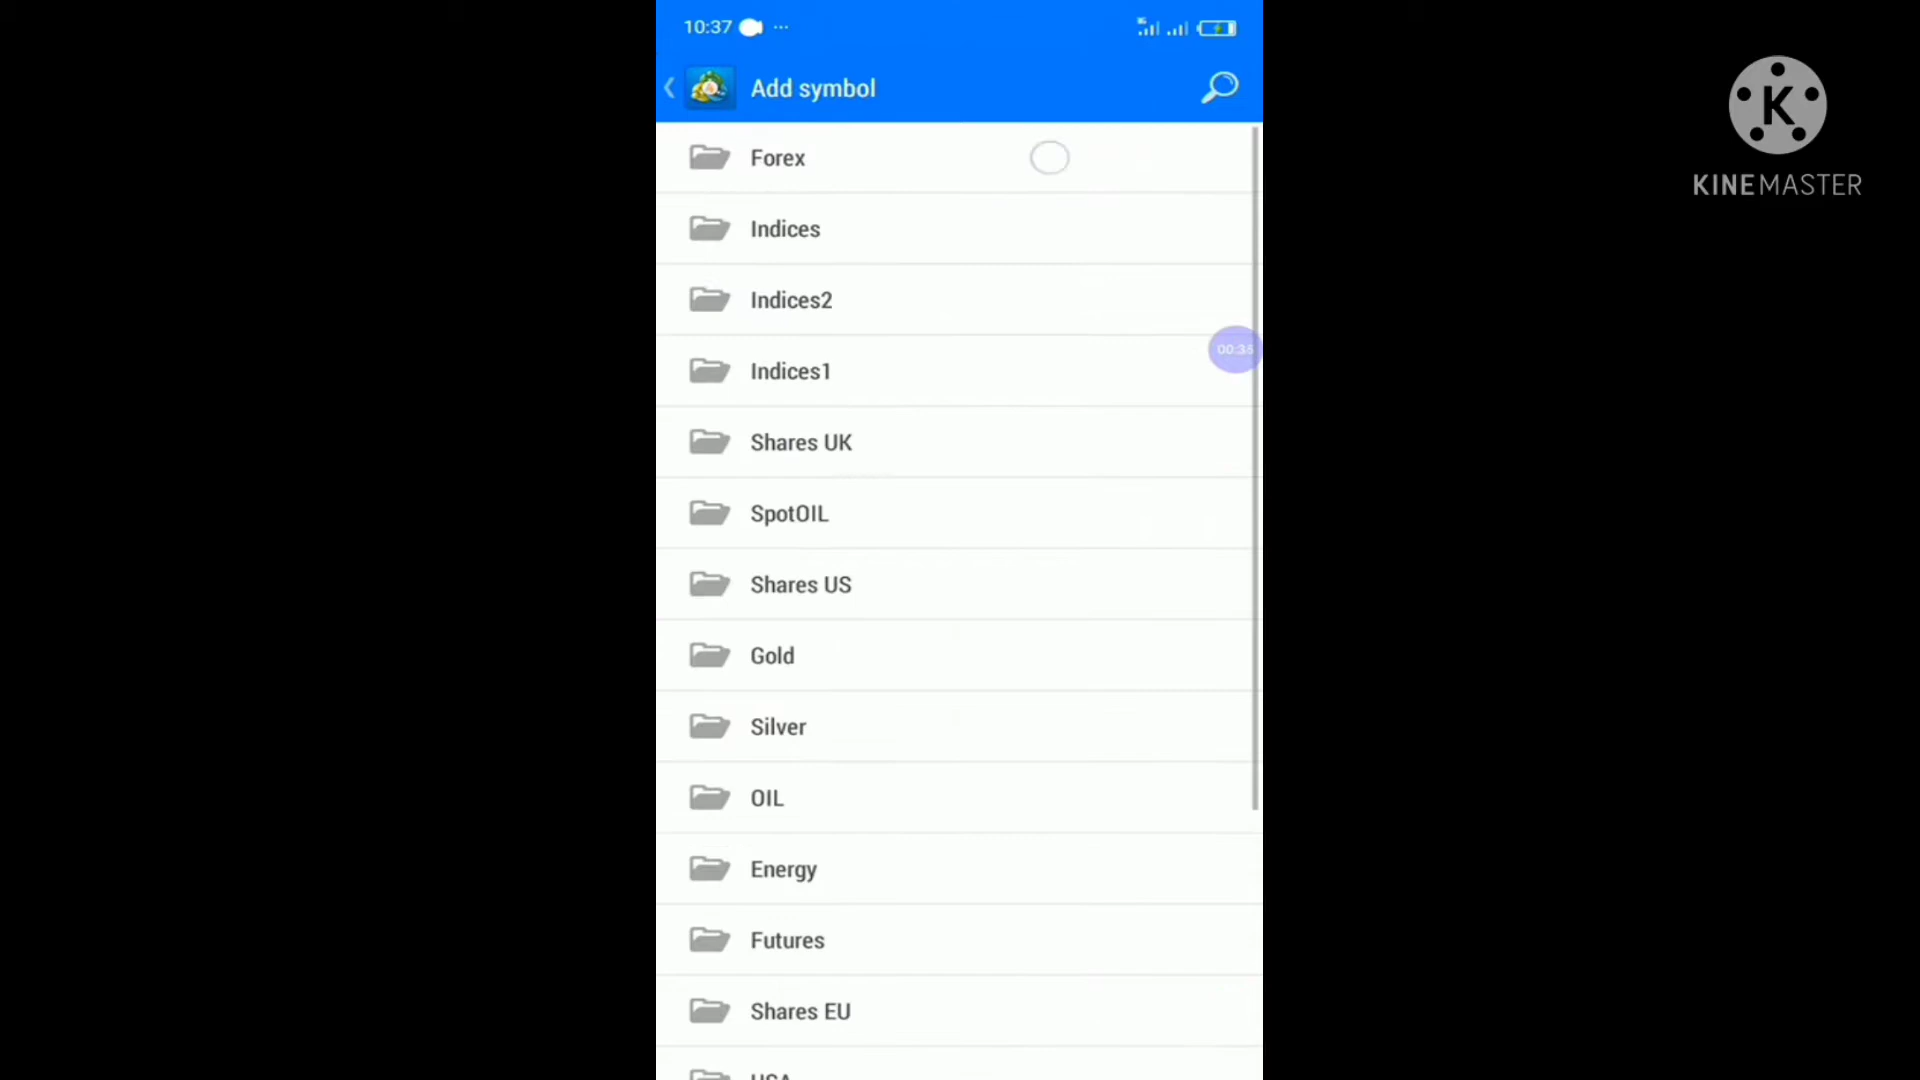 10:37 ...
Add symbol
Forex
Indices
Indices2
Indices1
Shares UK
SpotOIL
Shares US
Gold
Silver
OIL
Energy
Futures
Shares EU
K
KINEMASTER